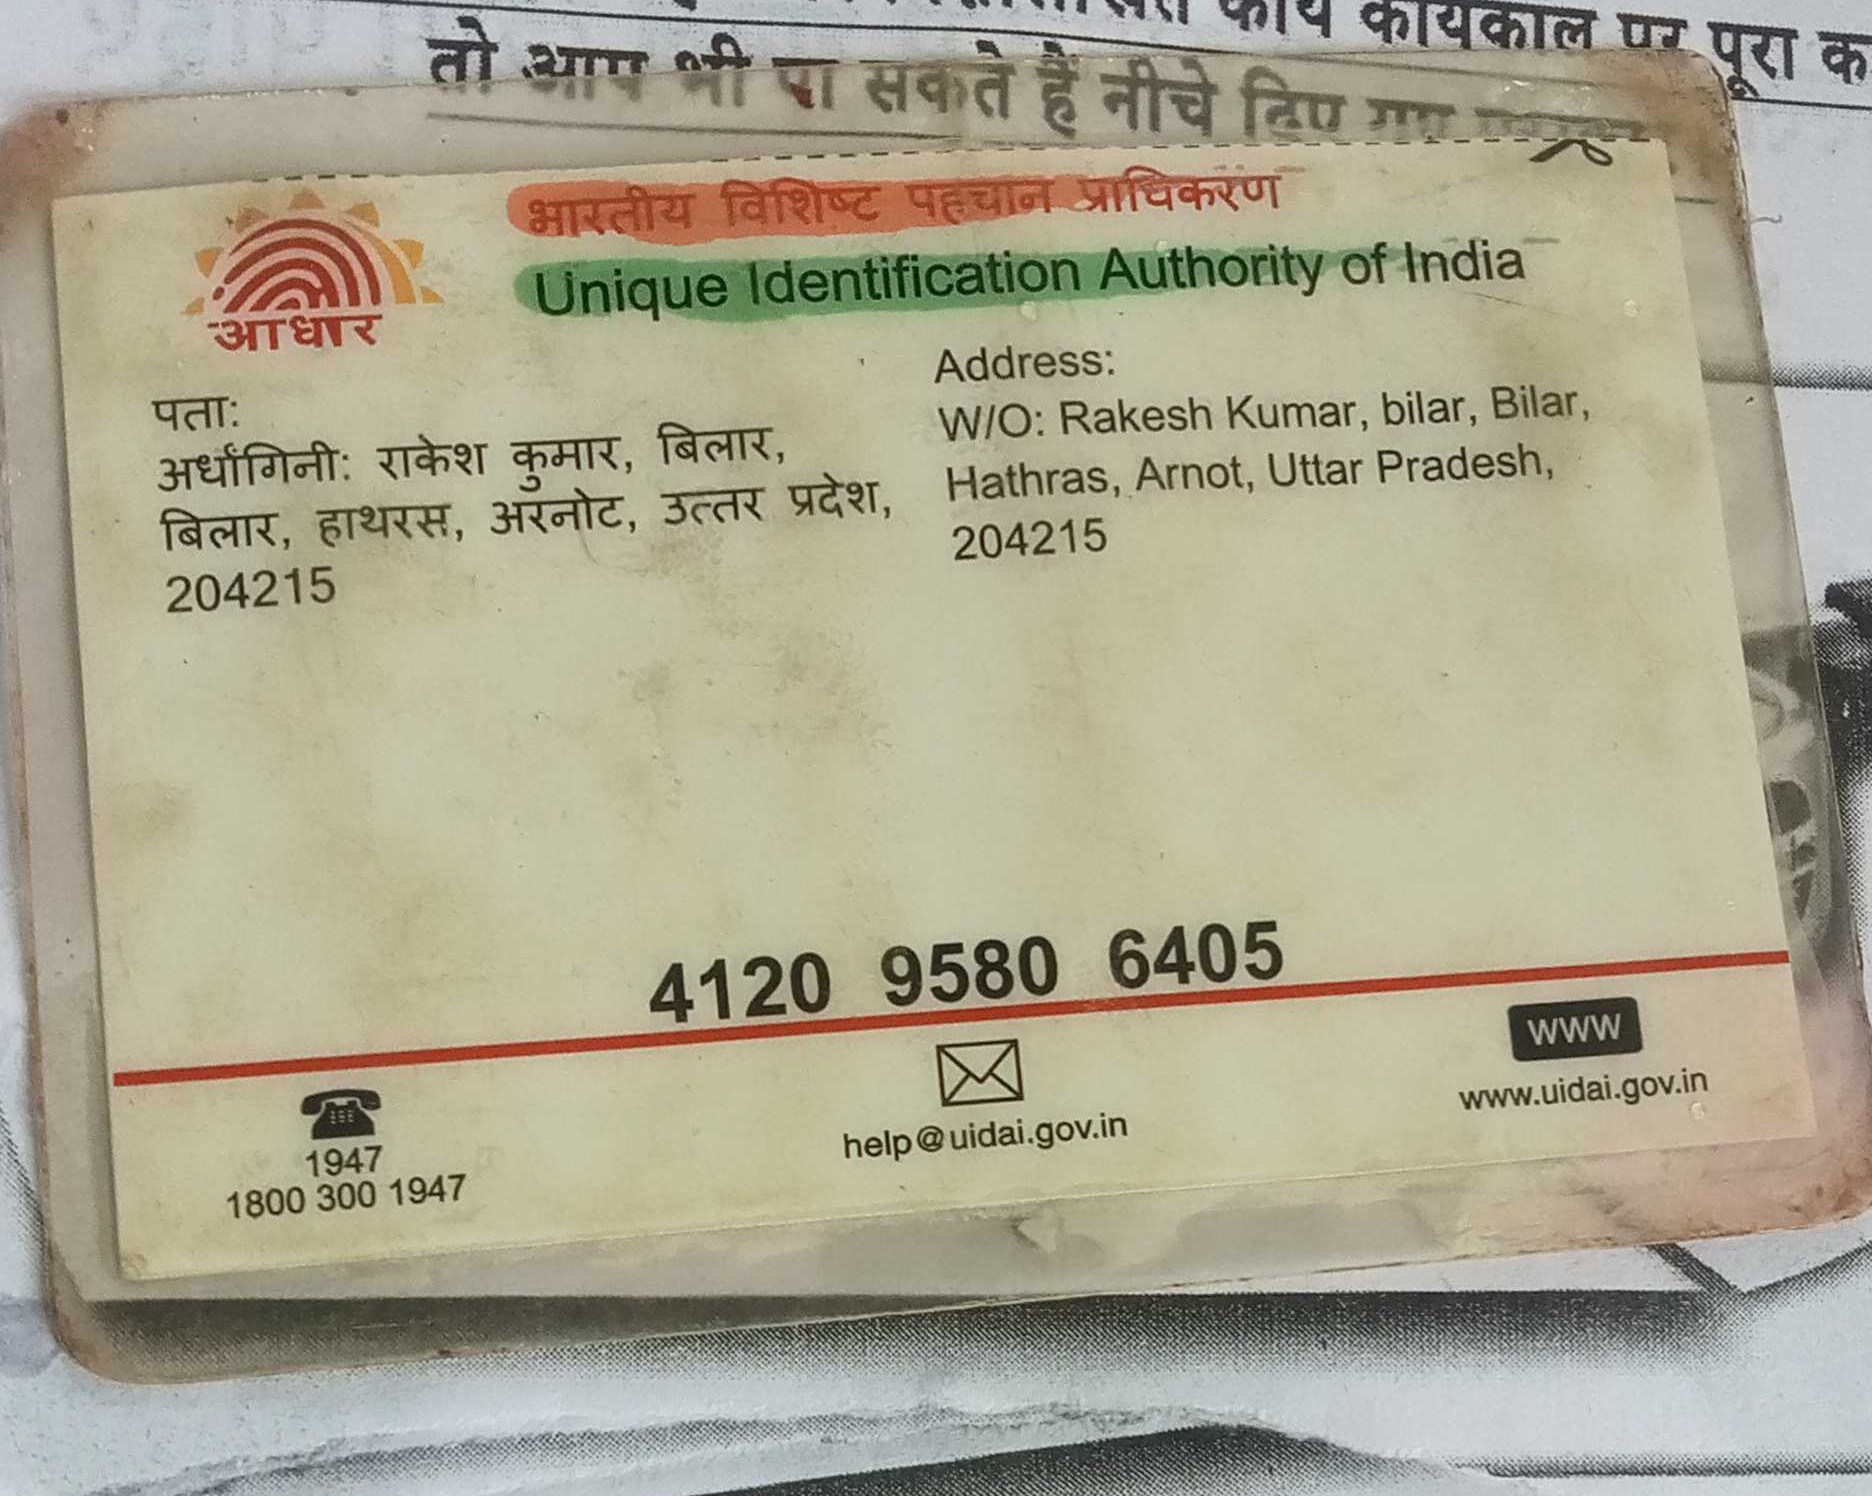 कार्य कार्यकाल पर पूरा क
तो आप भी पा सकते हैं नीचे दिए गए
भारतीय विशिष्ट पहचान प्राधिकरण
Unique Identification Authority of India
आधार
पता:
अर्धांगिनी: राकेश कुमार, बिलार,
बिलार, हाथरस, अरनोट, उत्तर प्रदेश,
204215
Address:
W/O: Rakesh Kumar, bilar, Bilar,
Hathras, Arnot, Uttar Pradesh,
204215
4120 9580 6405
1947
1800 300 1947
help@uidai.gov.in
WWW
www.uidai.gov.in